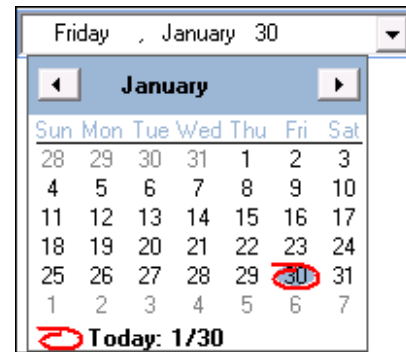 Friday , January 30
January
Sun Mon Tue Wed Thu Fri Sat
28 29 30 31 1 2 3
4 5 6 7 8 9 10
11 12 13 14 15 16 17
18 19 20 21 22 23 24
25 26 27 28 29 30 31
1 2 3 4 5 6 7
Today: 1/30